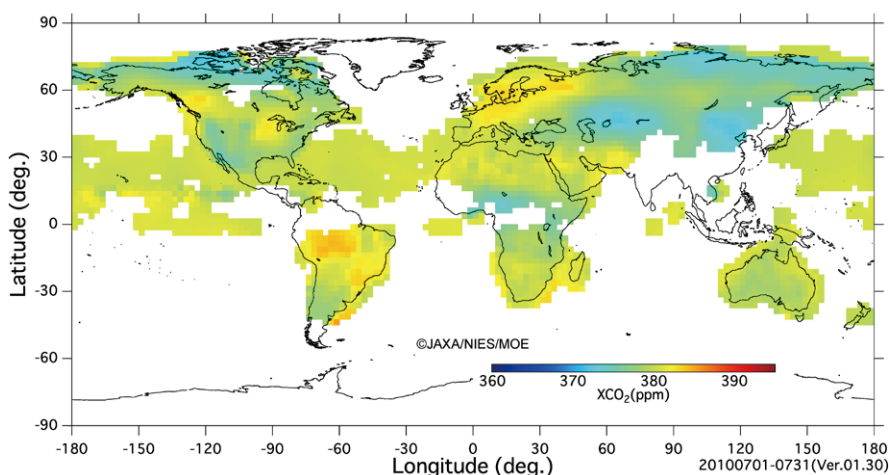 90
60
30
0
-30
-60
-90
Latitude (deg.)
©JAXA/NIES/MOE
360 370 380 390
XCO₂(ppm)
-180 -150 -120 -90 -60 -30 0 30 60 90 120 150 180
Longitude (deg.)
20100701-0731(Ver.01.30)